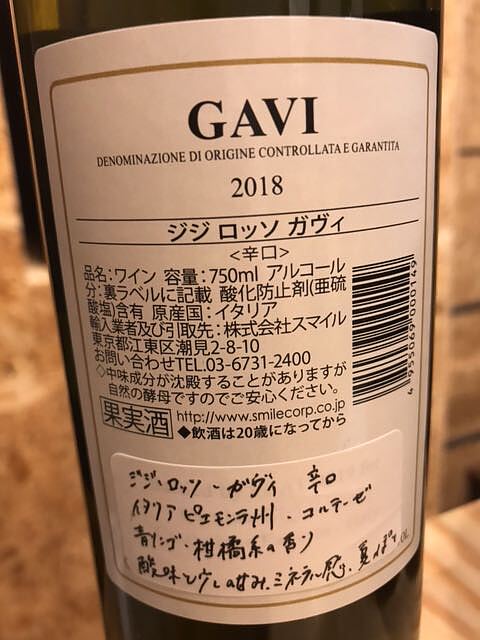 GAVI
DENOMINAZIONE DI ORIGINE CONTROLLATA E GARANTITA
2018
ジジ ロッソ ガヴィ
<辛口>
品名:ワイン 容量:750ml アルコール
分:裏ラベルに記載 酸化防止剤(亜硫
酸塩)含有 原産国:イタリア
輸入業者及び引取先:株式会社スマイル
東京都江東区潮見2-8-10
お問い合わせTEL.03-6731-2400
◇中味成分が沈殿することがありますが
自然の酵母ですのでご安心ください。
果実酒 http://www.smilecorp.co.jp
◆飲酒は20歳になってから
4 955069 000149
ジジ・ロッソ・ガヴィ 辛口
イタリア ピエモンテ州・コルテーゼ
青リンゴ・柑橘系の香り
酸味と少しの甘み、ミネラル感。夏っぽい